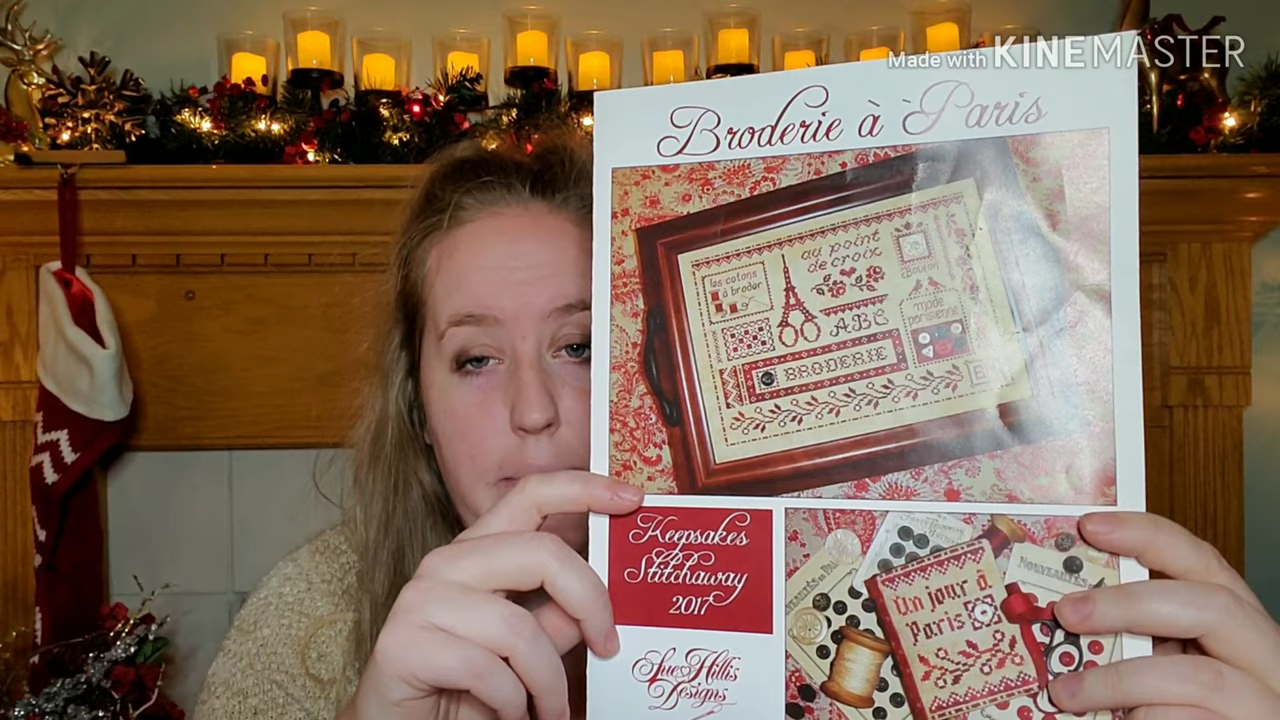 Made with KINEMASTER
Broderie à Paris
au point
de croix
les cotons
à broder
Bouton
mode
parisienne
ABC
BRODERIE
Keepsakes
Stitchaway
2017
Sue Hillis
Designs
Un jour à
Paris